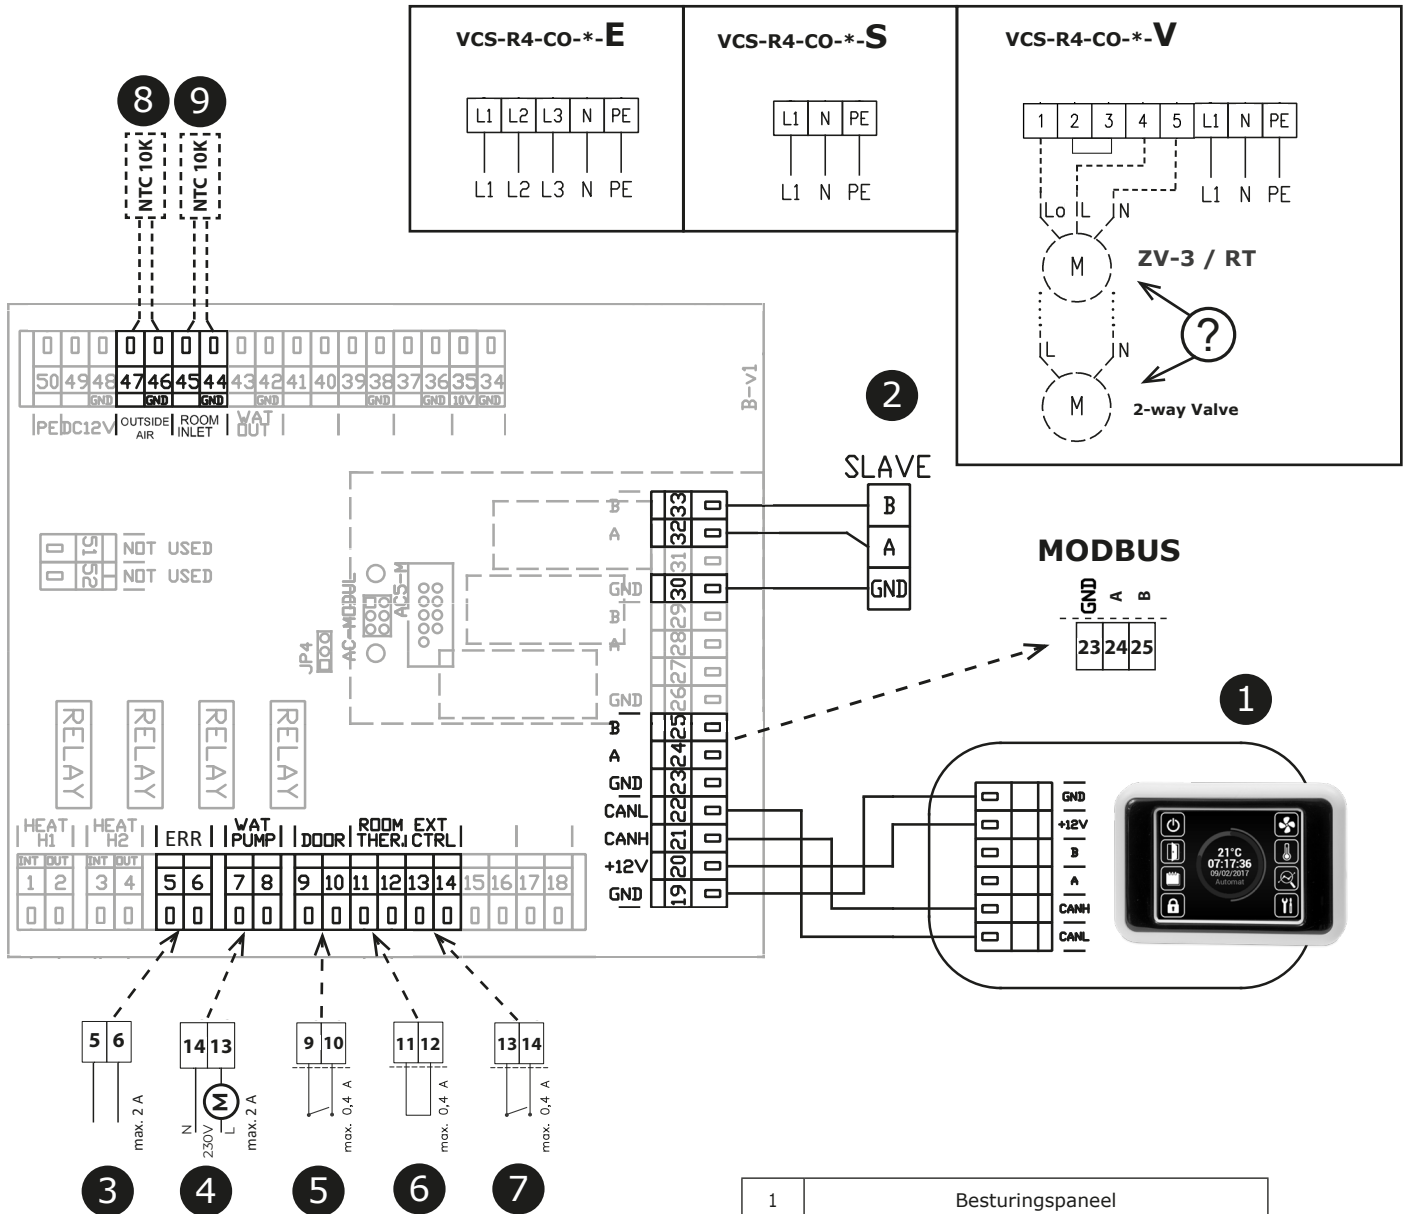 VCS-R4-CO-*-E
L1 L2 L3 N PE
L1 L2 L3 N PE
VCS-R4-CO-*-S
L1 N PE
L1 N PE
VCS-R4-CO-*-V
1 2 3 4 5 L1 N PE
L1 N PE
Lo L N
M
ZV-3 / RT
?
L N
M
2-way Valve
8 9
NTC 10K
NTC 10K
50 49 48 47 46 45 44 43 42 41 40 39 38 37 36 35 34
GND GND GND GND GND GND 10V GND
PE DC12V OUTSIDE AIR ROOM INLET WAT OUT
B-v1
51 NOT USED
52 NOT USED
JP4
AC-MODUL
AC5-M
2
SLAVE
B
A
GND
B 33
A 32
31
GND 30
B 29
A 28
27
GND 26
B 25
A 24
GND 23
CANL 22
CANH 21
+12V 20
GND 19
MODBUS
GND A B
23 24 25
1
GND
+12V
B
A
CANH
CANL
21°C
07:17:36
09/02/2017
Automat
RELAY RELAY RELAY RELAY
HEAT H1 HEAT H2 ERR WAT PUMP DOOR ROOM THER. EXT CTRL
INT OUT INT OUT
1 2 3 4 5 6 7 8 9 10 11 12 13 14 15 16 17 18
5 6
max. 2 A
3
14 13
M
N 230V L
max. 2 A
4
9 10
max. 0,4 A
5
11 12
max. 0,4 A
6
13 14
max. 0,4 A
7
1 Besturingspaneel